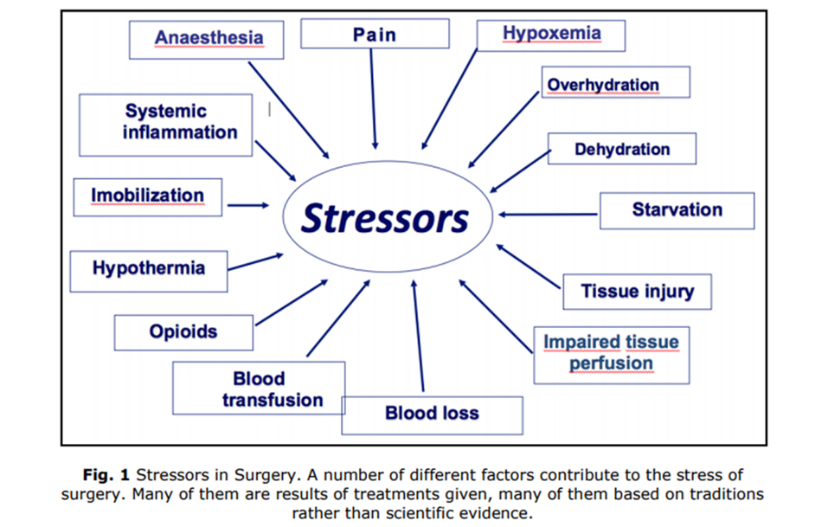 Anaesthesia
Pain
Hypoxemia
Overhydration
Systemic
inflammation
Dehydration
Imobilization
Stressors
Starvation
Hypothermia
Tissue injury
Opioids
Impaired tissue
perfusion
Blood
transfusion
Blood loss
Fig. 1 Stressors in Surgery. A number of different factors contribute to the stress of
surgery. Many of them are results of treatments given, many of them based on traditions
rather than scientific evidence.